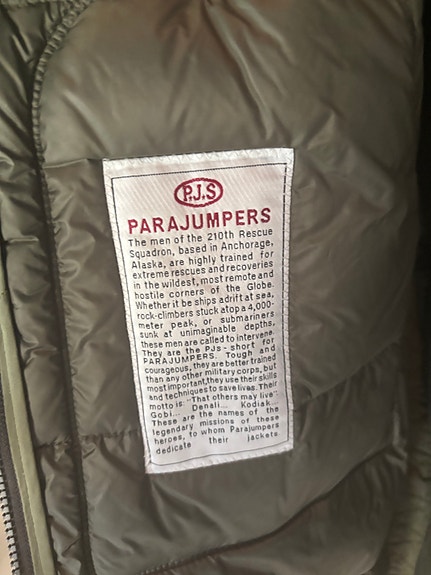 P.J.S
PARAJUMPERS
The men of the 210th Rescue
Squadron, based in Anchorage,
Alaska, are highly trained for
extreme rescues and recoveries
in the wildest, most remote and
hostile corners of the Globe.
Whether it be ships adrift at sea,
rock-climbers stuck atop a 4,000-
meter peak, or submariners
sunk at unimaginable depths,
these men are called to intervene.
They are the PJs - short for
PARAJUMPERS. Tough and
courageous, they are better trained
than any other military corps, but
most important, they use their skills
and techniques to save lives. Their
motto is: "That others may live"
Gobi... Denali... Kodiak...
These are the names of the
legendary missions of these
heroes, to whom Parajumpers
dedicate their jackets